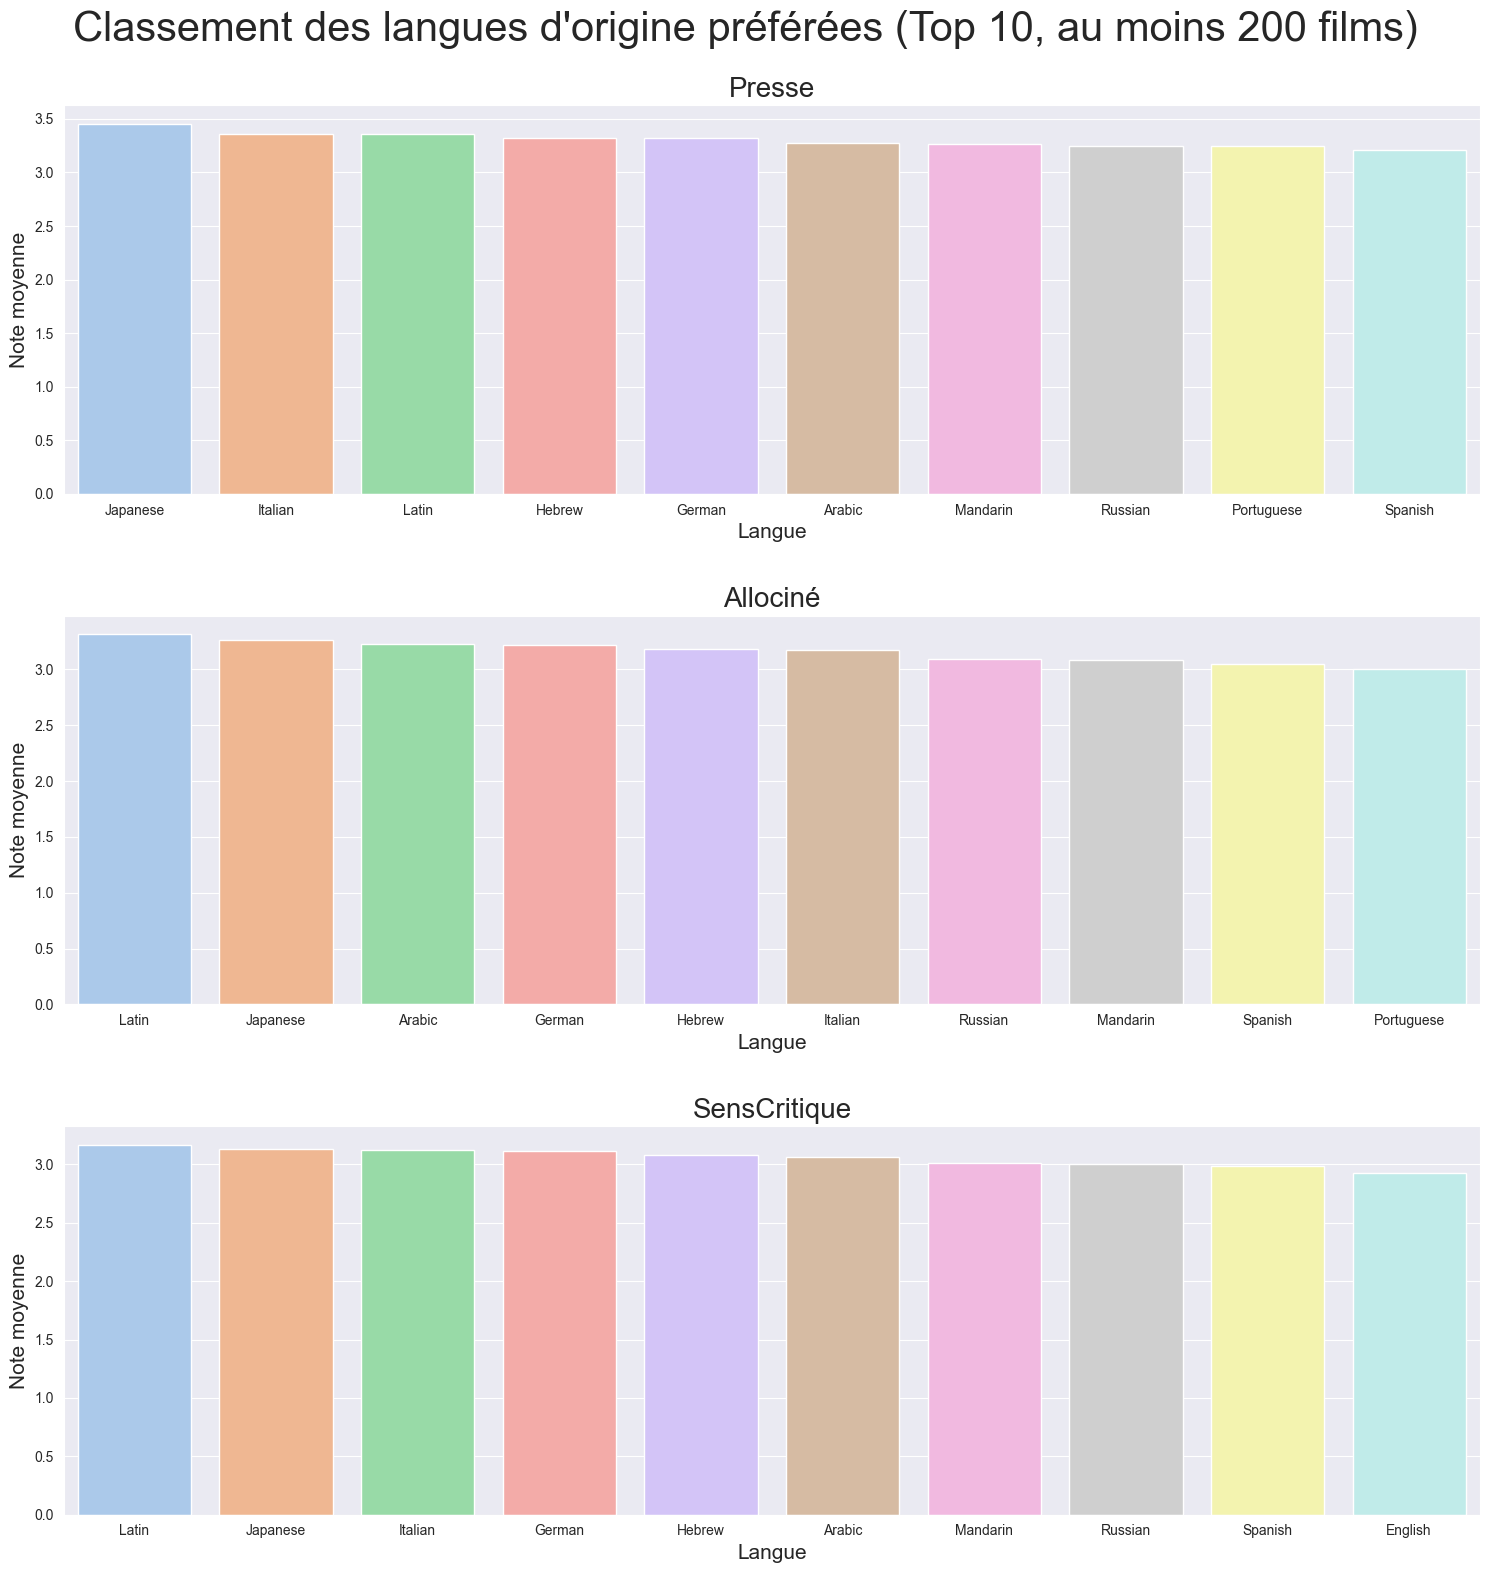 Classement des langues d'origine préférées (Top 10, au moins 200 films)
Presse
3.5
3.0
2.5
2.0
1.5
1.0
0.5
0.0
Note moyenne
Japanese Italian Latin Hebrew German Arabic Mandarin Russian Portuguese Spanish
Langue
Allociné
3.0
2.5
2.0
1.5
1.0
0.5
0.0
Note moyenne
Latin Japanese Arabic German Hebrew Italian Russian Mandarin Spanish Portuguese
Langue
SensCritique
3.0
2.5
2.0
1.5
1.0
0.5
0.0
Note moyenne
Latin Japanese Italian German Hebrew Arabic Mandarin Russian Spanish English
Langue